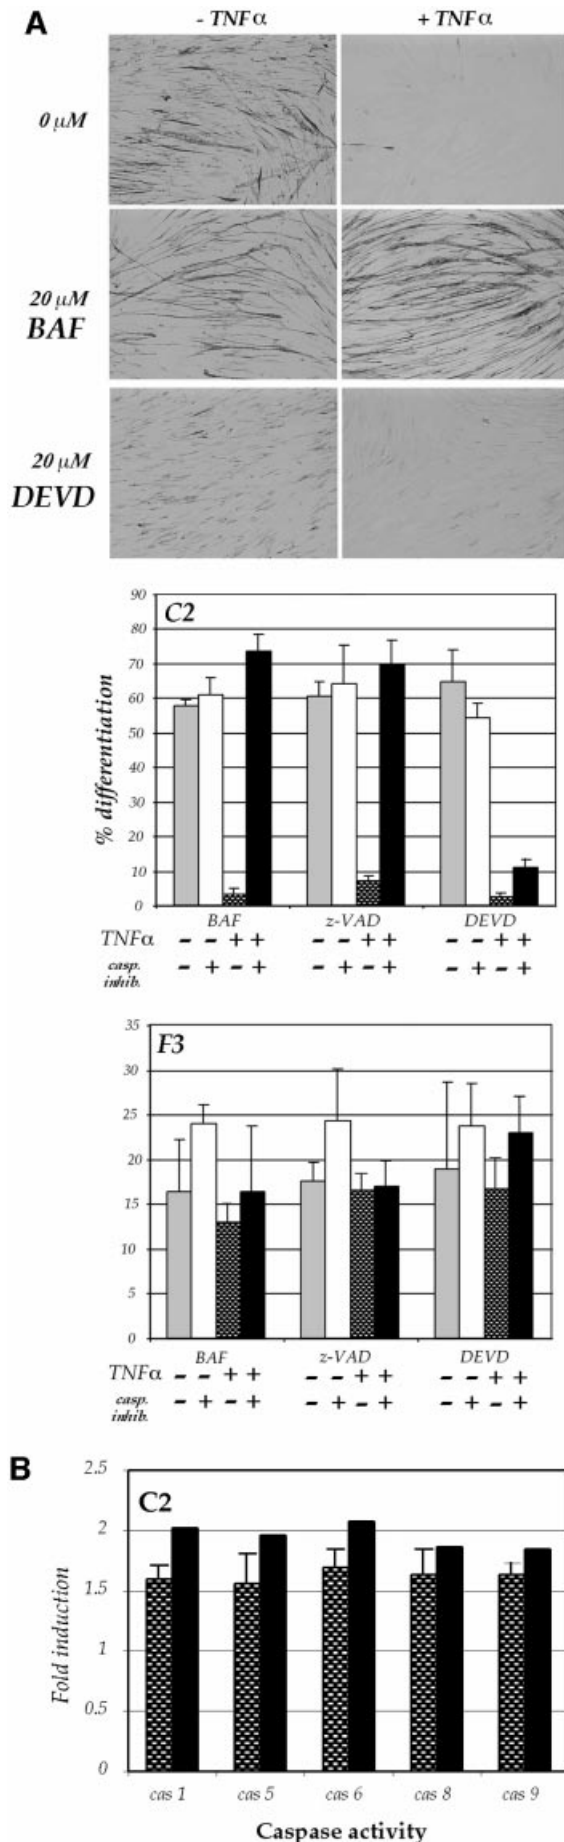 A
- TNFα + TNFα
0 µM
20 µM
BAF
20 µM
DEVD
C2
% differentiation
90
80
70
60
50
40
30
20
10
0
BAF z-VAD DEVD
TNFα - - + + - - + + - - + +
casp. inhib. - + - + - + - + - + - +
F3
35
30
25
20
15
10
5
0
BAF z-VAD DEVD
TNFα - - + + - - + + - - + +
casp. inhib. - + - + - + - + - + - +
B
C2
Fold induction
2.5
2
1.5
1
0.5
0
cas 1 cas 5 cas 6 cas 8 cas 9
Caspase activity